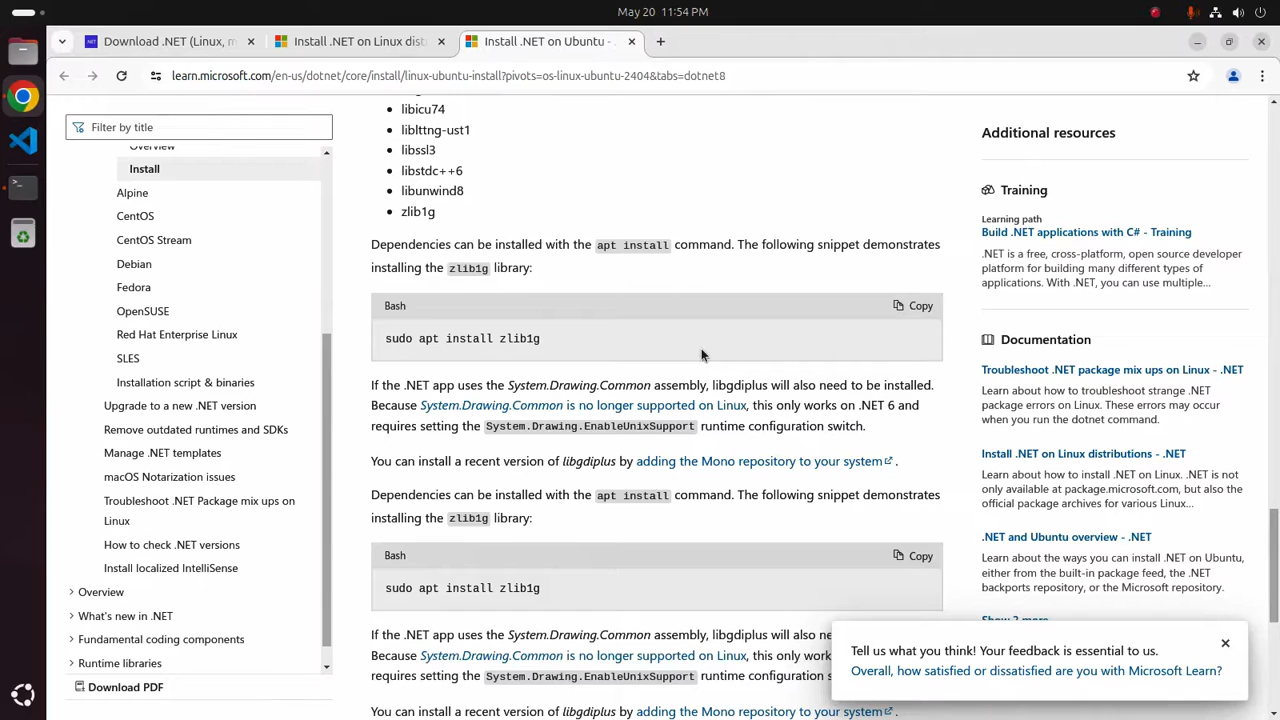 May 20 11:54 PM
Download .NET (Linux, m
Install .NET on Linux dist
Install .NET on Ubuntu -
learn.microsoft.com/en-us/dotnet/core/install/linux-ubuntu-install?pivots=os-linux-ubuntu-2404&tabs=dotnet8
Filter by title
Overview
Install
Alpine
CentOS
CentOS Stream
Debian
Fedora
OpenSUSE
Red Hat Enterprise Linux
SLES
Installation script & binaries
Upgrade to a new .NET version
Remove outdated runtimes and SDKs
Manage .NET templates
macOS Notarization issues
Troubleshoot .NET Package mix ups on
Linux
How to check .NET versions
Install localized IntelliSense
Overview
What's new in .NET
Fundamental coding components
Runtime libraries
Download PDF
libicu74
liblttng-ust1
libssl3
libstdc++6
libunwind8
zlib1g
Dependencies can be installed with the apt install command. The following snippet demonstrates
installing the zlib1g library:
Bash
Copy
sudo apt install zlib1g
If the .NET app uses the System.Drawing.Common assembly, libgdiplus will also need to be installed.
Because System.Drawing.Common is no longer supported on Linux, this only works on .NET 6 and
requires setting the System.Drawing.EnableUnixSupport runtime configuration switch.
You can install a recent version of libgdiplus by adding the Mono repository to your system.
Dependencies can be installed with the apt install command. The following snippet demonstrates
installing the zlib1g library:
Bash
Copy
sudo apt install zlib1g
If the .NET app uses the System.Drawing.Common assembly, libgdiplus will also ne
Because System.Drawing.Common is no longer supported on Linux, this only work
requires setting the System.Drawing.EnableUnixSupport runtime configuration s
You can install a recent version of libgdiplus by adding the Mono repository to your system.
Additional resources
Training
Learning path
Build .NET applications with C# - Training
.NET is a free, cross-platform, open source developer
platform for building many different types of
applications. With .NET, you can use multiple...
Documentation
Troubleshoot .NET package mix ups on Linux - .NET
Learn about how to troubleshoot strange .NET
package errors on Linux. These errors may occur
when you run the dotnet command.
Install .NET on Linux distributions - .NET
Learn about how to install .NET on Linux. .NET is not
only available at package.microsoft.com, but also the
official package archives for various Linux...
.NET and Ubuntu overview - .NET
Learn about the ways you can install .NET on Ubuntu,
either from the built-in package feed, the .NET
backports repository, or the Microsoft repository.
Show 2 more
Tell us what you think! Your feedback is essential to us.
Overall, how satisfied or dissatisfied are you with Microsoft Learn?